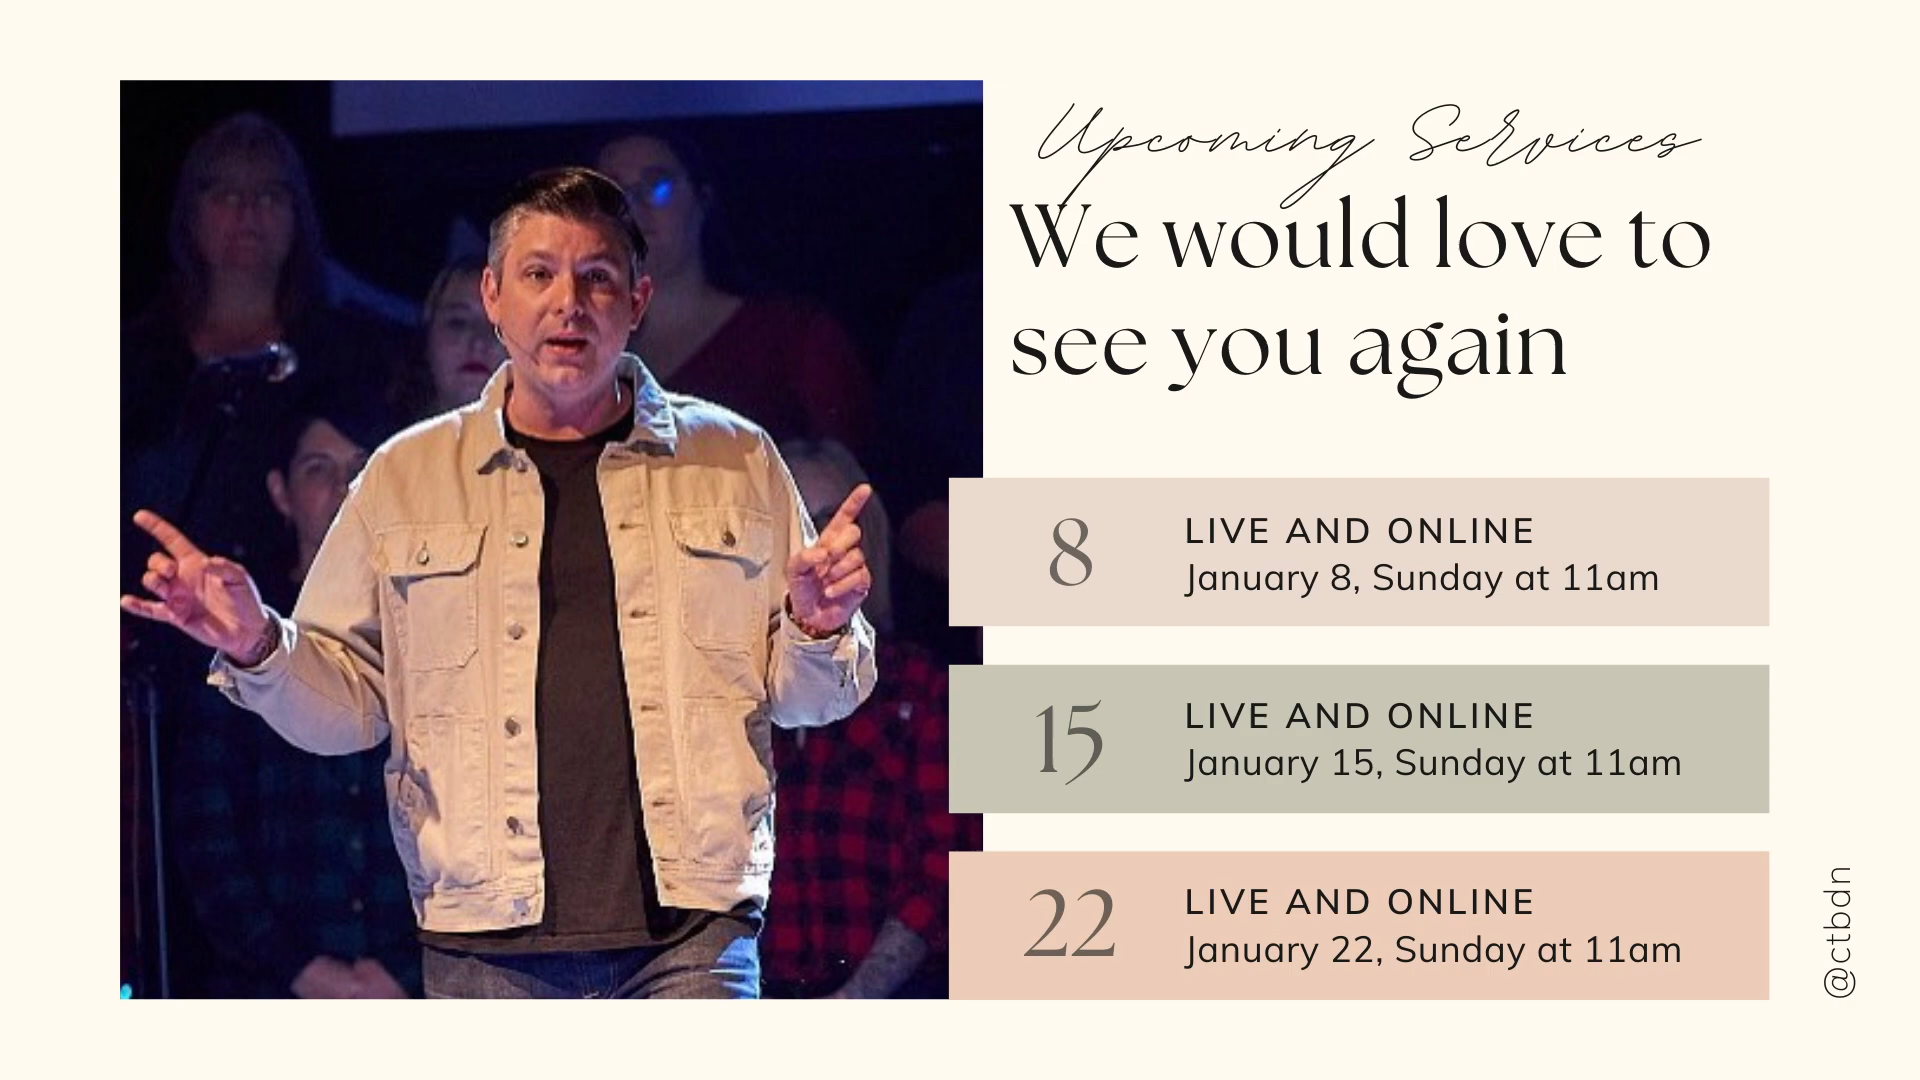 Upcoming Services
We would love to
see you again
8
LIVE AND ONLINE
January 8, Sunday at 11am
15
LIVE AND ONLINE
January 15, Sunday at 11am
22
LIVE AND ONLINE
January 22, Sunday at 11am
@ctbdn